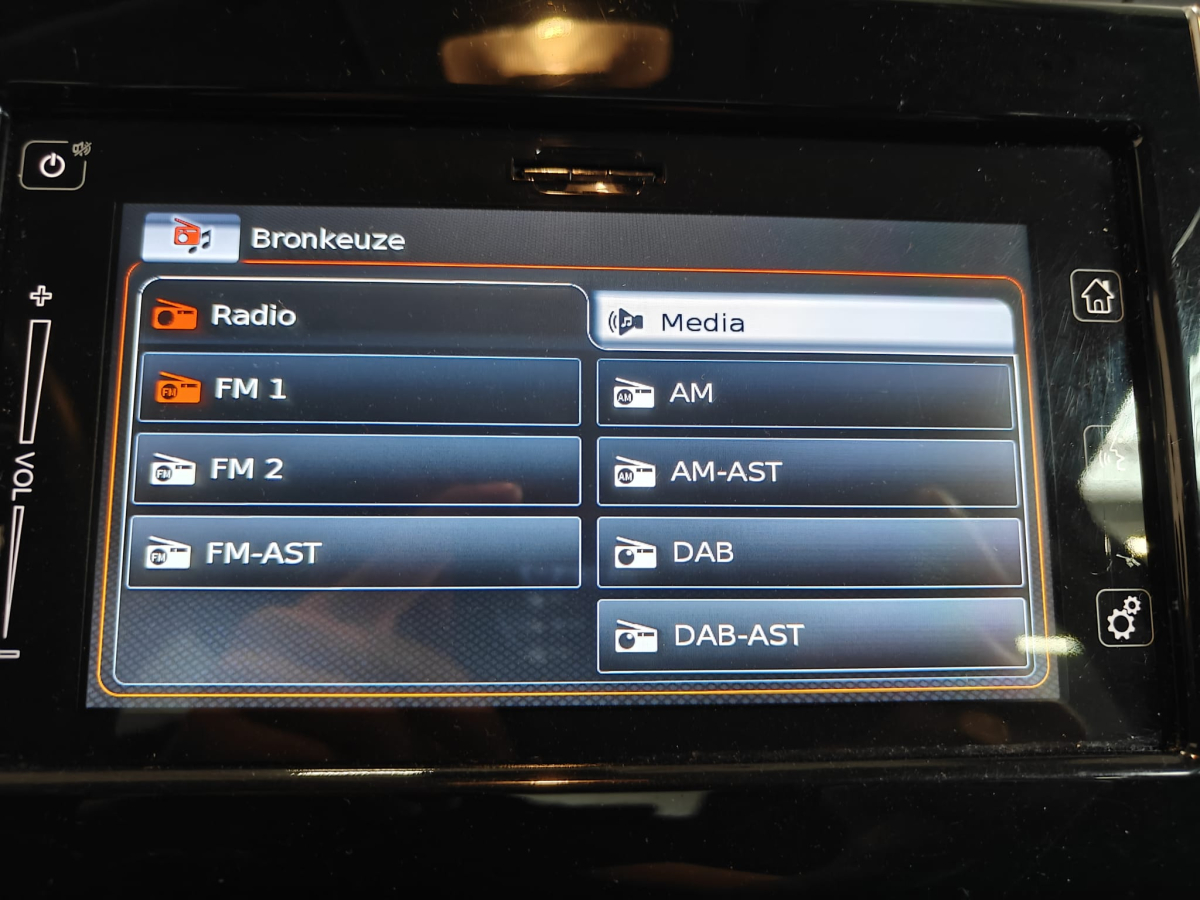 Bronkeuze
Radio
Media
FM 1
AM
FM 2
AM-AST
FM-AST
DAB
DAB-AST
VOL